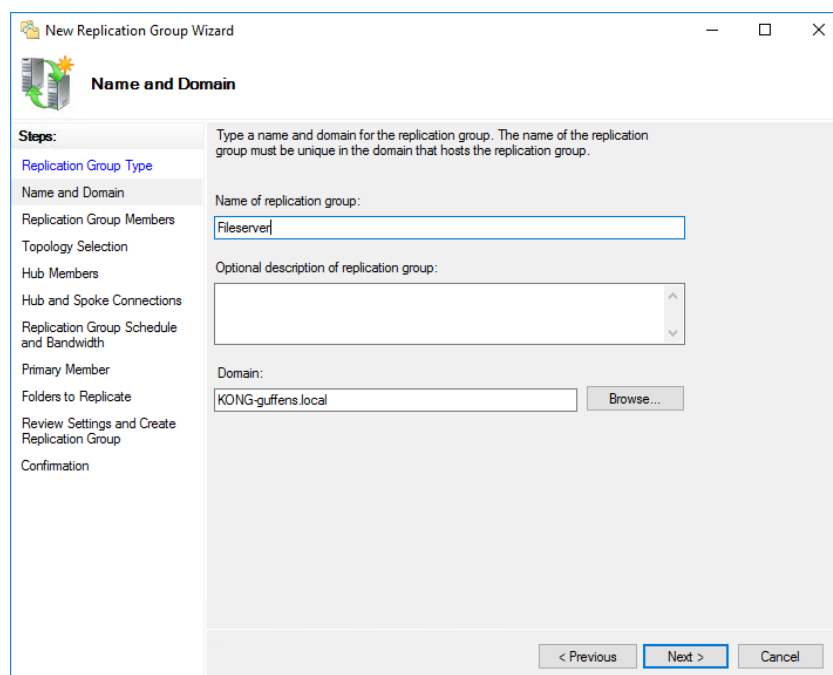 New Replication Group Wizard
Name and Domain
Steps:
Replication Group Type
Name and Domain
Replication Group Members
Topology Selection
Hub Members
Hub and Spoke Connections
Replication Group Schedule
and Bandwidth
Primary Member
Folders to Replicate
Review Settings and Create
Replication Group
Confirmation
Type a name and domain for the replication group. The name of the replication
group must be unique in the domain that hosts the replication group.
Name of replication group:
Fileserver
Optional description of replication group:
Domain:
KONG-guffens.local
Browse...
< Previous
Next >
Cancel